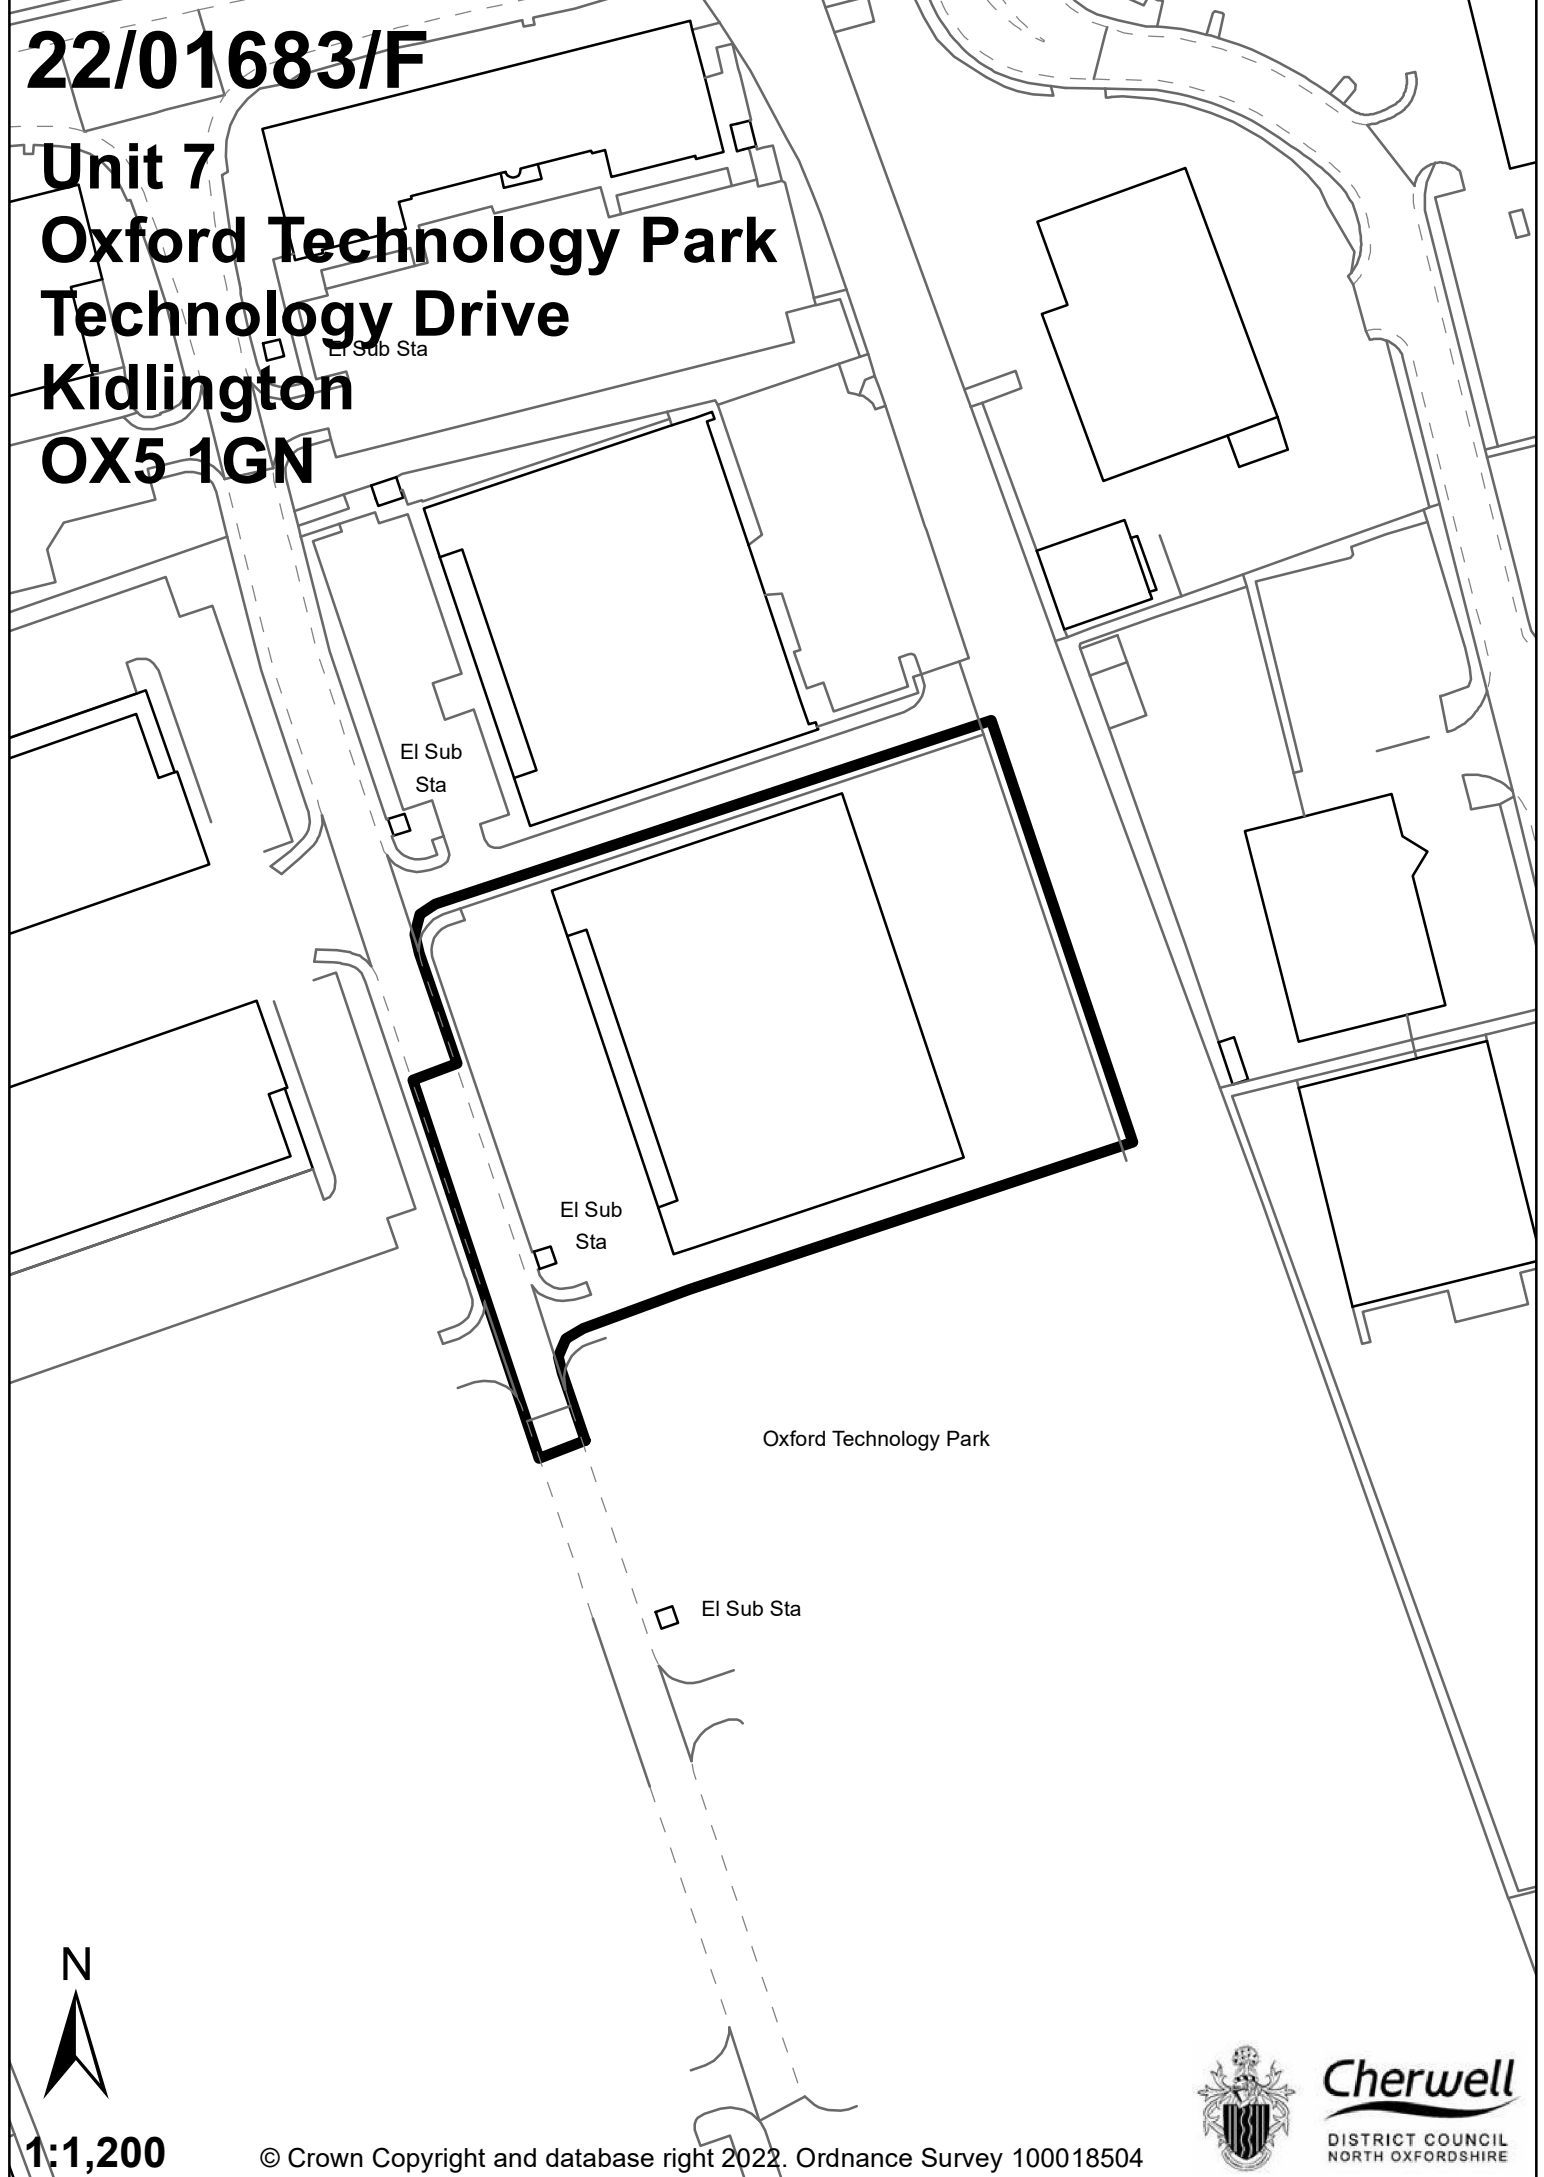 22/01683/F
Unit 7
Oxford Technology Park
Technology Drive
El Sub Sta
Kidlington
OX5 1GN
El Sub
Sta
El Sub
Sta
Oxford Technology Park
El Sub Sta
N
1:1,200
© Crown Copyright and database right 2022. Ordnance Survey 100018504
Cherwell
DISTRICT COUNCIL
NORTH OXFORDSHIRE